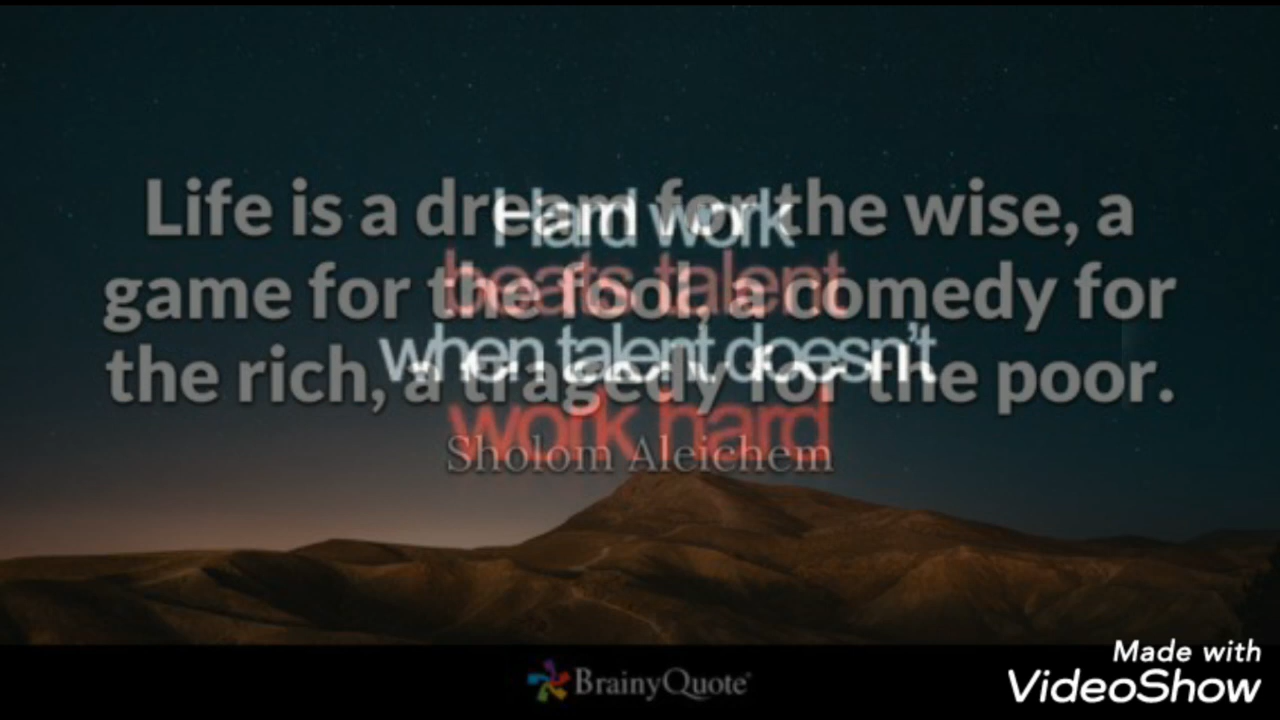 Life is a dream for the wise, a
game for the fool, a comedy for
the rich, a tragedy for the poor.
Sholom Aleichem
Hard work
beats talent
when talent doesn't
work hard
BrainyQuote
Made with
VideoShow